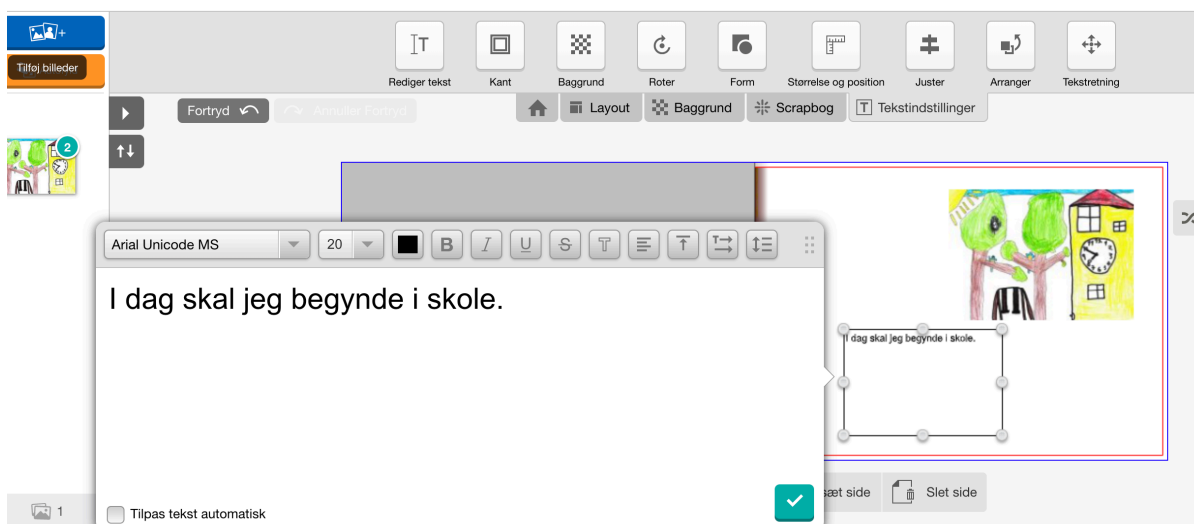 Tilføj billeder
Rediger tekst
Kant
Baggrund
Roter
Form
Størrelse og position
Juster
Arranger
Tekstretning
Fortryd
Annuller Fortryd
Layout
Baggrund
Scrapbog
Tekstindstillinger
2
Arial Unicode MS
20
I dag skal jeg begynde i skole.
I dag skal jeg begynde i skole.
Tilpas tekst automatisk
sæt side
Slet side
1